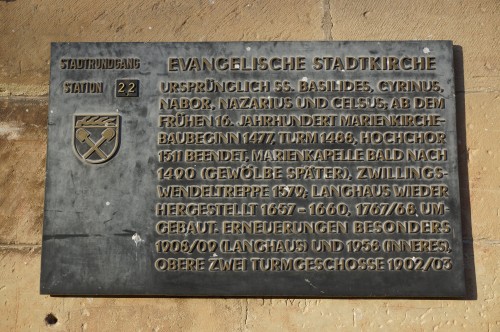 STADTRUNDGANG
STATION 22
EVANGELISCHE STADTKIRCHE
URSPRÜNGLICH SS. BASILIDES, CYRINUS,
NABOR, NAZARIUS UND CELSUS; AB DEM
FRÜHEN 16. JAHRHUNDERT MARIENKIRCHE-
BAUBEGINN 1477, TURM 1486, HOCHCHOR
1511 BEENDET, MARIENKAPELLE BALD NACH
1490 (GEWÖLBE SPÄTER), ZWILLINGS-
WENDELTREPPE 1579; LANGHAUS WIEDER
HERGESTELLT 1657-1660, 1767/68 UM-
GEBAUT. ERNEUERUNGEN BESONDERS
1908/09 (LANGHAUS) UND 1958 (INNERES),
OBERE ZWEI TURMGESCHOSSE 1902/03